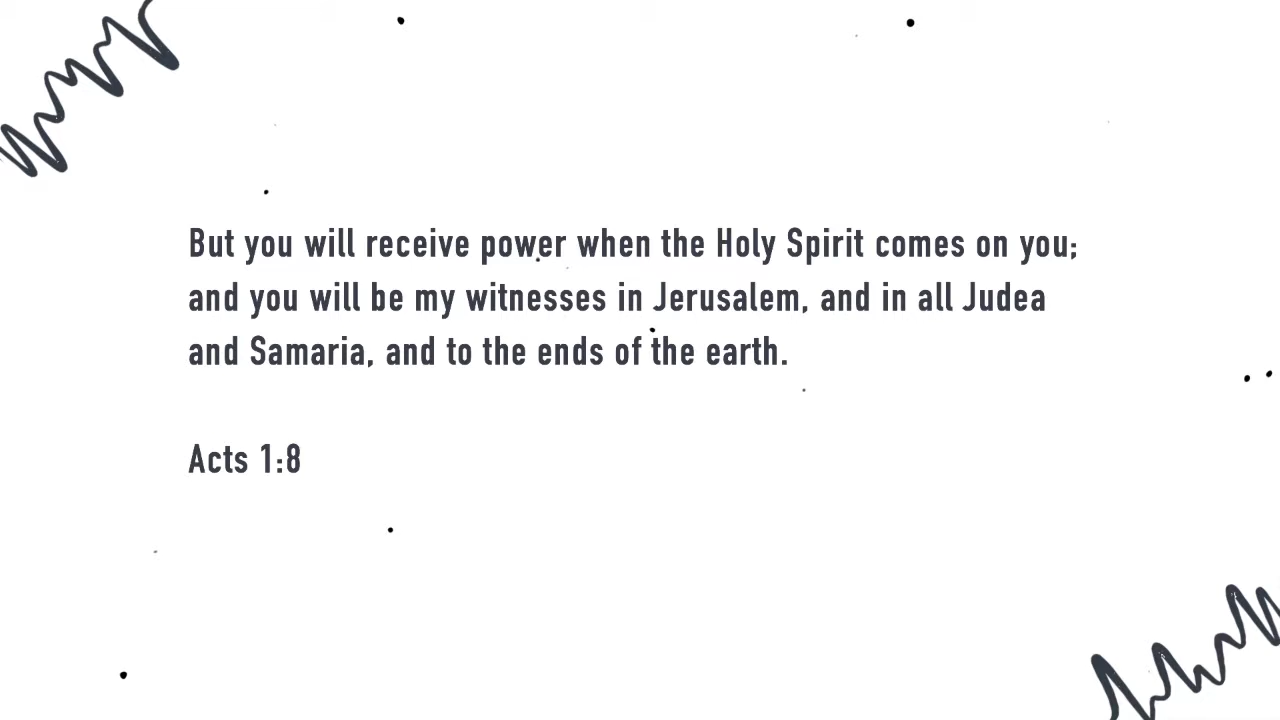 But you will receive power when the Holy Spirit comes on you;
and you will be my witnesses in Jerusalem, and in all Judea
and Samaria, and to the ends of the earth.
Acts 1:8